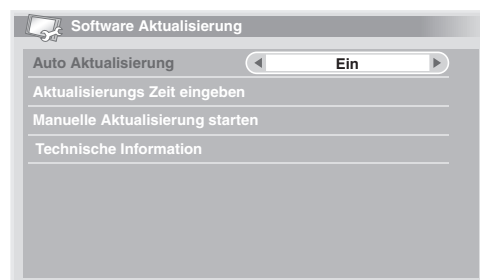 Software Aktualisierung
Auto Aktualisierung Ein
Aktualisierungs Zeit eingeben
Manuelle Aktualisierung starten
Technische Information